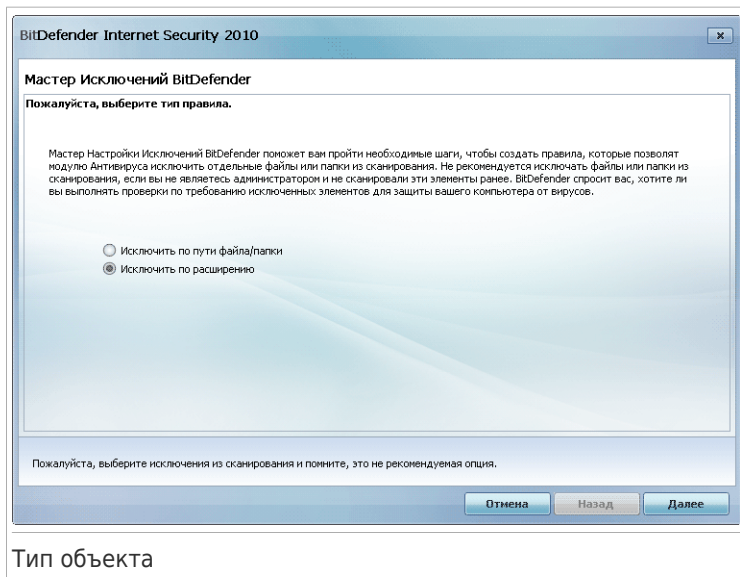 BitDefender Internet Security 2010
Мастер Исключений BitDefender
Пожалуйста, выберите тип правила.
Мастер Настройки Исключений BitDefender поможет вам пройти необходимые шаги, чтобы создать правила, которые позволят
модулю Антивируса исключить отдельные файлы или папки из сканирования. Не рекомендуется исключать файлы или папки из
сканирования, если вы не являетесь администратором и не сканировали эти элементы ранее. BitDefender спросит вас, хотите ли
вы выполнять проверки по требованию исключенных элементов для защиты вашего компьютера от вирусов.
Исключить по пути файла/папки
Исключить по расширению
Пожалуйста, выберите исключения из сканирования и помните, это не рекомендуемая опция.
Отмена
Назад
Далее
Тип объекта